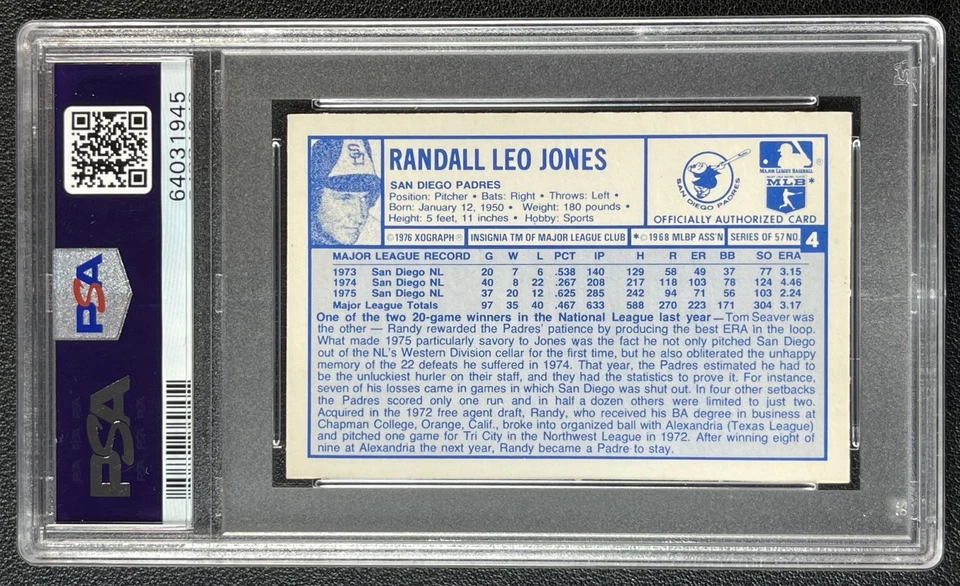 64031945
PSA
PSA
SD
RANDALL LEO JONES
SAN DIEGO PADRES
Position: Pitcher • Bats: Right • Throws: Left •
Born: January 12, 1950 • Weight: 180 pounds •
Height: 5 feet, 11 inches • Hobby: Sports
SAN DIEGO PADRES
MAJOR LEAGUE BASEBALL
MLB*
OFFICIALLY AUTHORIZED CARD
©1976 XOGRAPH® INSIGNIA TM OF MAJOR LEAGUE CLUB *©1968 MLBP ASS'N SERIES OF 57 NO. 4
MAJOR LEAGUE RECORD G W L PCT IP H R ER BB SO ERA
1973 San Diego NL 20 7 6 .538 140 129 58 49 37 77 3.15
1974 San Diego NL 40 8 22 .267 208 217 118 103 78 124 4.46
1975 San Diego NL 37 20 12 .625 285 242 94 71 56 103 2.24
Major League Totals 97 35 40 .467 633 588 270 223 171 304 3.17
One of the two 20-game winners in the National League last year — Tom Seaver was
the other — Randy rewarded the Padres' patience by producing the best ERA in the loop.
What made 1975 particularly savory to Jones was the fact he not only pitched San Diego
out of the NL's Western Division cellar for the first time, but he also obliterated the unhappy
memory of the 22 defeats he suffered in 1974. That year, the Padres estimated he had to
be the unluckiest hurler on their staff, and they had the statistics to prove it. For instance,
seven of his losses came in games in which San Diego was shut out. In four other setbacks
the Padres scored only one run and in half a dozen others were limited to just two.
Acquired in the 1972 free agent draft, Randy, who received his BA degree in business at
Chapman College, Orange, Calif., broke into organized ball with Alexandria (Texas League)
and pitched one game for Tri City in the Northwest League in 1972. After winning eight of
nine at Alexandria the next year, Randy became a Padre to stay.